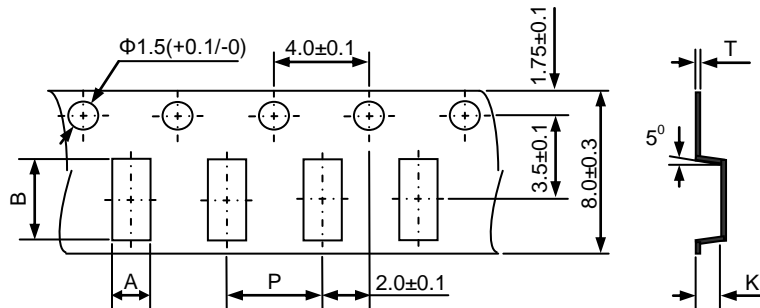 Φ1.5(+0.1/-0)
4.0±0.1
1.75±0.1
T
5⁰
B
3.5±0.1
8.0±0.3
A
P
2.0±0.1
K